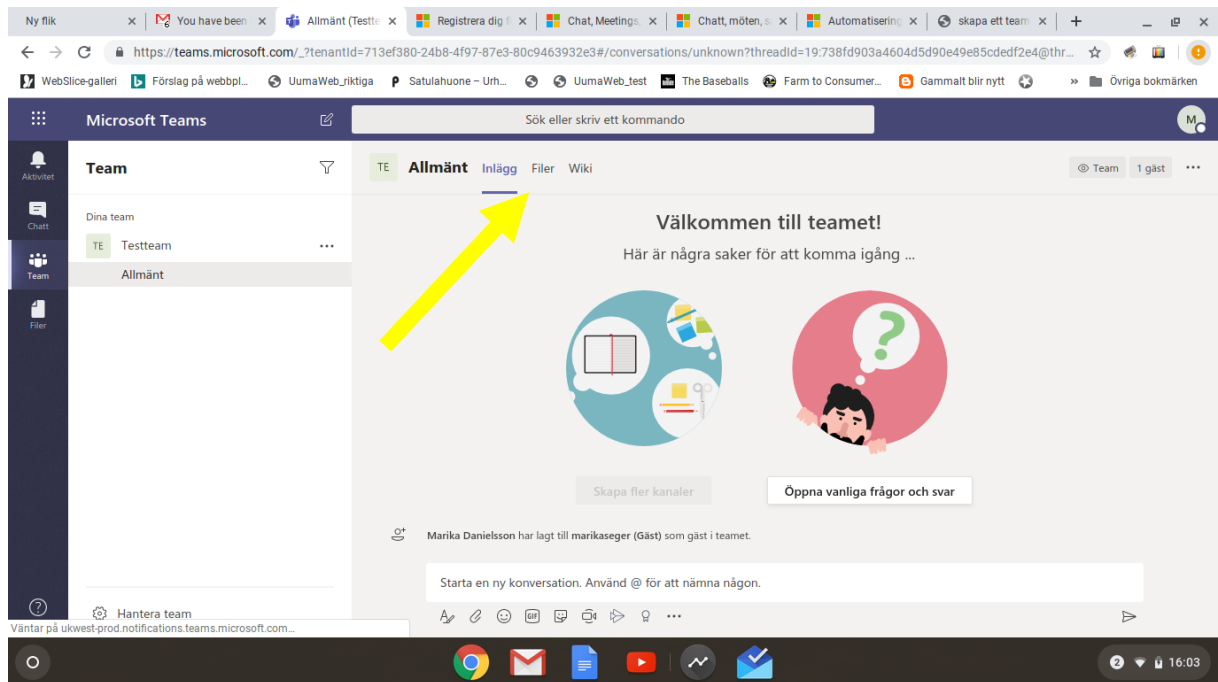 Ny flik
You have been
Allmänt (Testte
Registrera dig f
Chat, Meetings,
Chatt, möten, s
Automatisering
skapa ett team
https://teams.microsoft.com/_?tenantId=713ef380-24b8-4f97-87e3-80c9463932e3#/conversations/unknown?threadId=19:738fd903a4604d5d90e49e85cdedf2e4@thr...
WebSlice-galleri
Förslag på webbpl...
UumaWeb_riktiga
Satulahuone – Urh...
UumaWeb_test
The Baseballs
Farm to Consumer...
Gammalt blir nytt
»
Övriga bokmärken
Microsoft Teams
Sök eller skriv ett kommando
M
Aktivitet
Chatt
Team
Filer
Team
Dina team
TE Testteam
Allmänt
TE Allmänt Inlägg Filer Wiki
Team 1 gäst
Välkommen till teamet!
Här är några saker för att komma igång ...
Skapa fler kanaler
Öppna vanliga frågor och svar
Marika Danielsson har lagt till marikaseger (Gäst) som gäst i teamet.
Starta en ny konversation. Använd @ för att nämna någon.
GIF
Hantera team
Väntar på ukwest-prod.notifications.teams.microsoft.com...
2 16:03